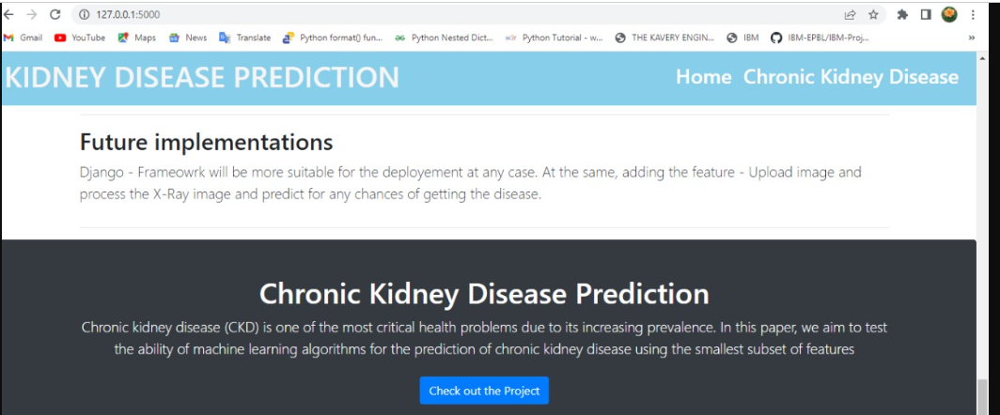 127.0.0.1:5000
Gmail YouTube Maps News Translate Python format() fun... Python Nested Dict... Python Tutorial - w... THE KAVERY ENGIN... IBM IBM-EPBL/IBM-Proj... »
KIDNEY DISEASE PREDICTION Home Chronic Kidney Disease
Future implementations
Django - Frameowrk will be more suitable for the deployement at any case. At the same, adding the feature - Upload image and
process the X-Ray image and predict for any chances of getting the disease.
Chronic Kidney Disease Prediction
Chronic kidney disease (CKD) is one of the most critical health problems due to its increasing prevalence. In this paper, we aim to test
the ability of machine learning algorithms for the prediction of chronic kidney disease using the smallest subset of features
Check out the Project